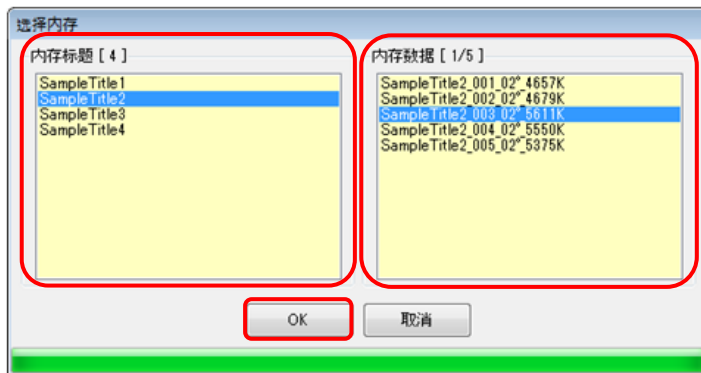 选择内存
内存标题 [ 4 ]
SampleTitle1
SampleTitle2
SampleTitle3
SampleTitle4
内存数据 [ 1/5 ]
SampleTitle2_001_02°_4657K
SampleTitle2_002_02°_4679K
SampleTitle2_003_02°_5611K
SampleTitle2_004_02°_5550K
SampleTitle2_005_02°_5375K
OK
取消